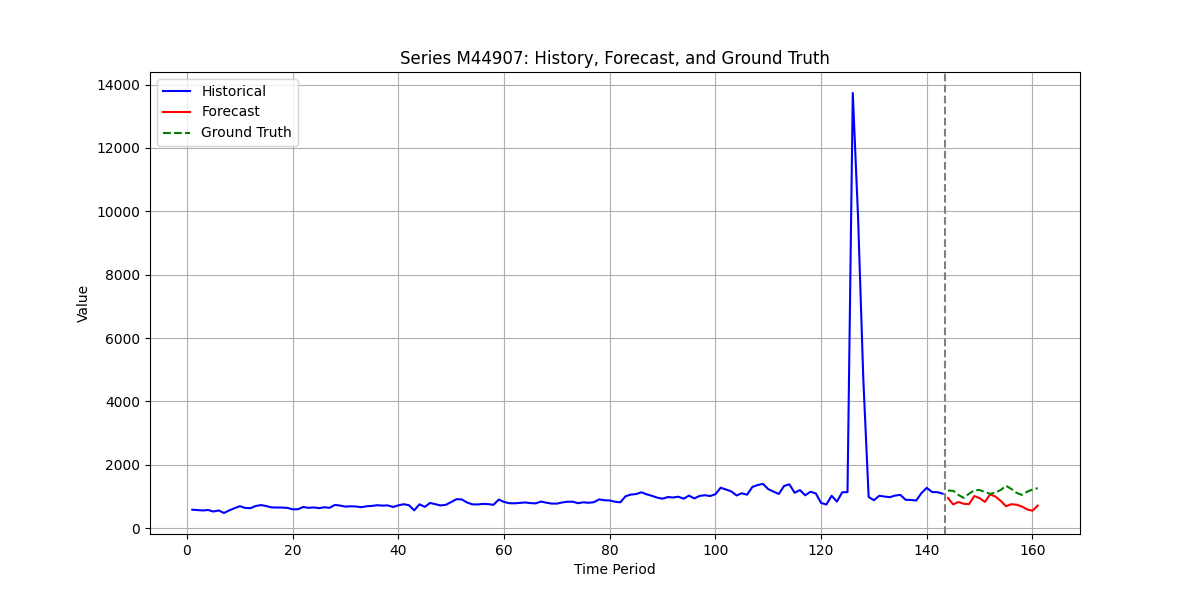 Series M44907: History, Forecast, and Ground Truth
Historical
Forecast
Ground Truth
14000
12000
10000
8000
6000
4000
2000
0
Value
0 20 40 60 80 100 120 140 160
Time Period